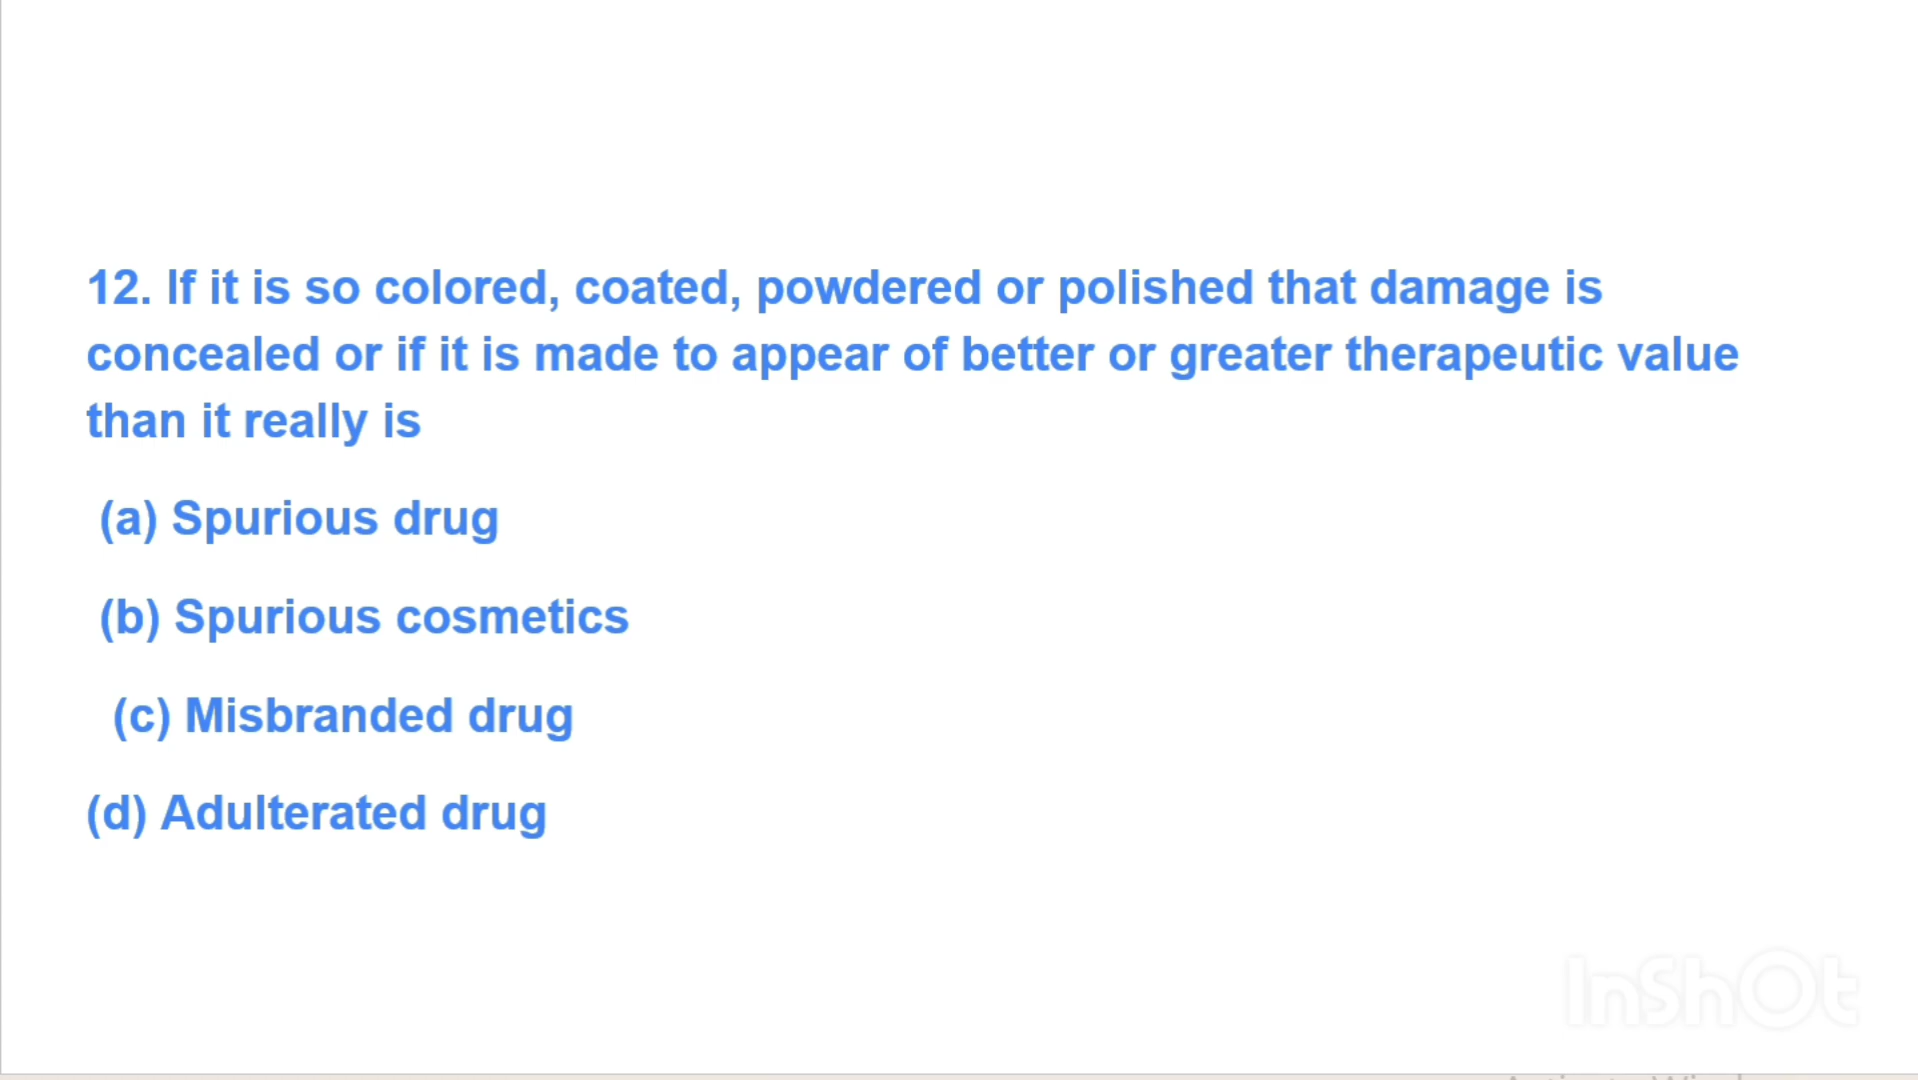 12. If it is so colored, coated, powdered or polished that damage is
concealed or if it is made to appear of better or greater therapeutic value
than it really is
(a) Spurious drug
(b) Spurious cosmetics
(c) Misbranded drug
(d) Adulterated drug
InShOt